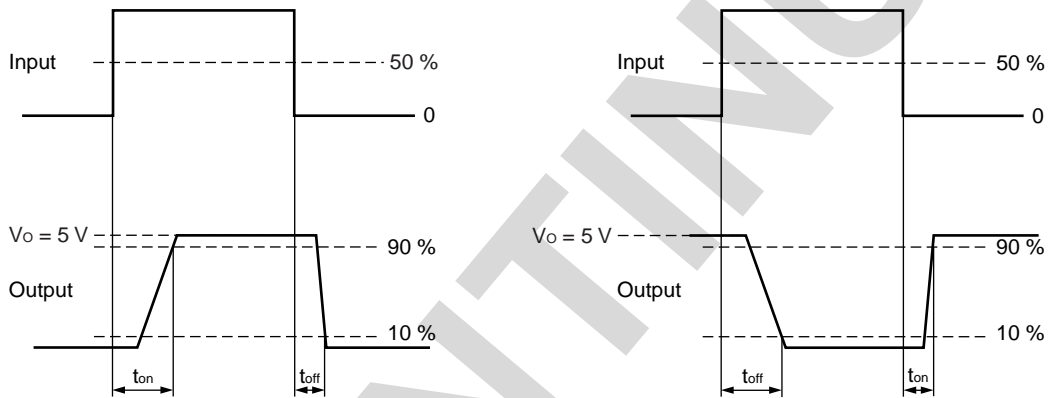 Input
50 %
0
VO = 5 V
90 %
Output
10 %
ton
toff
Input
50 %
0
VO = 5 V
90 %
Output
10 %
toff
ton